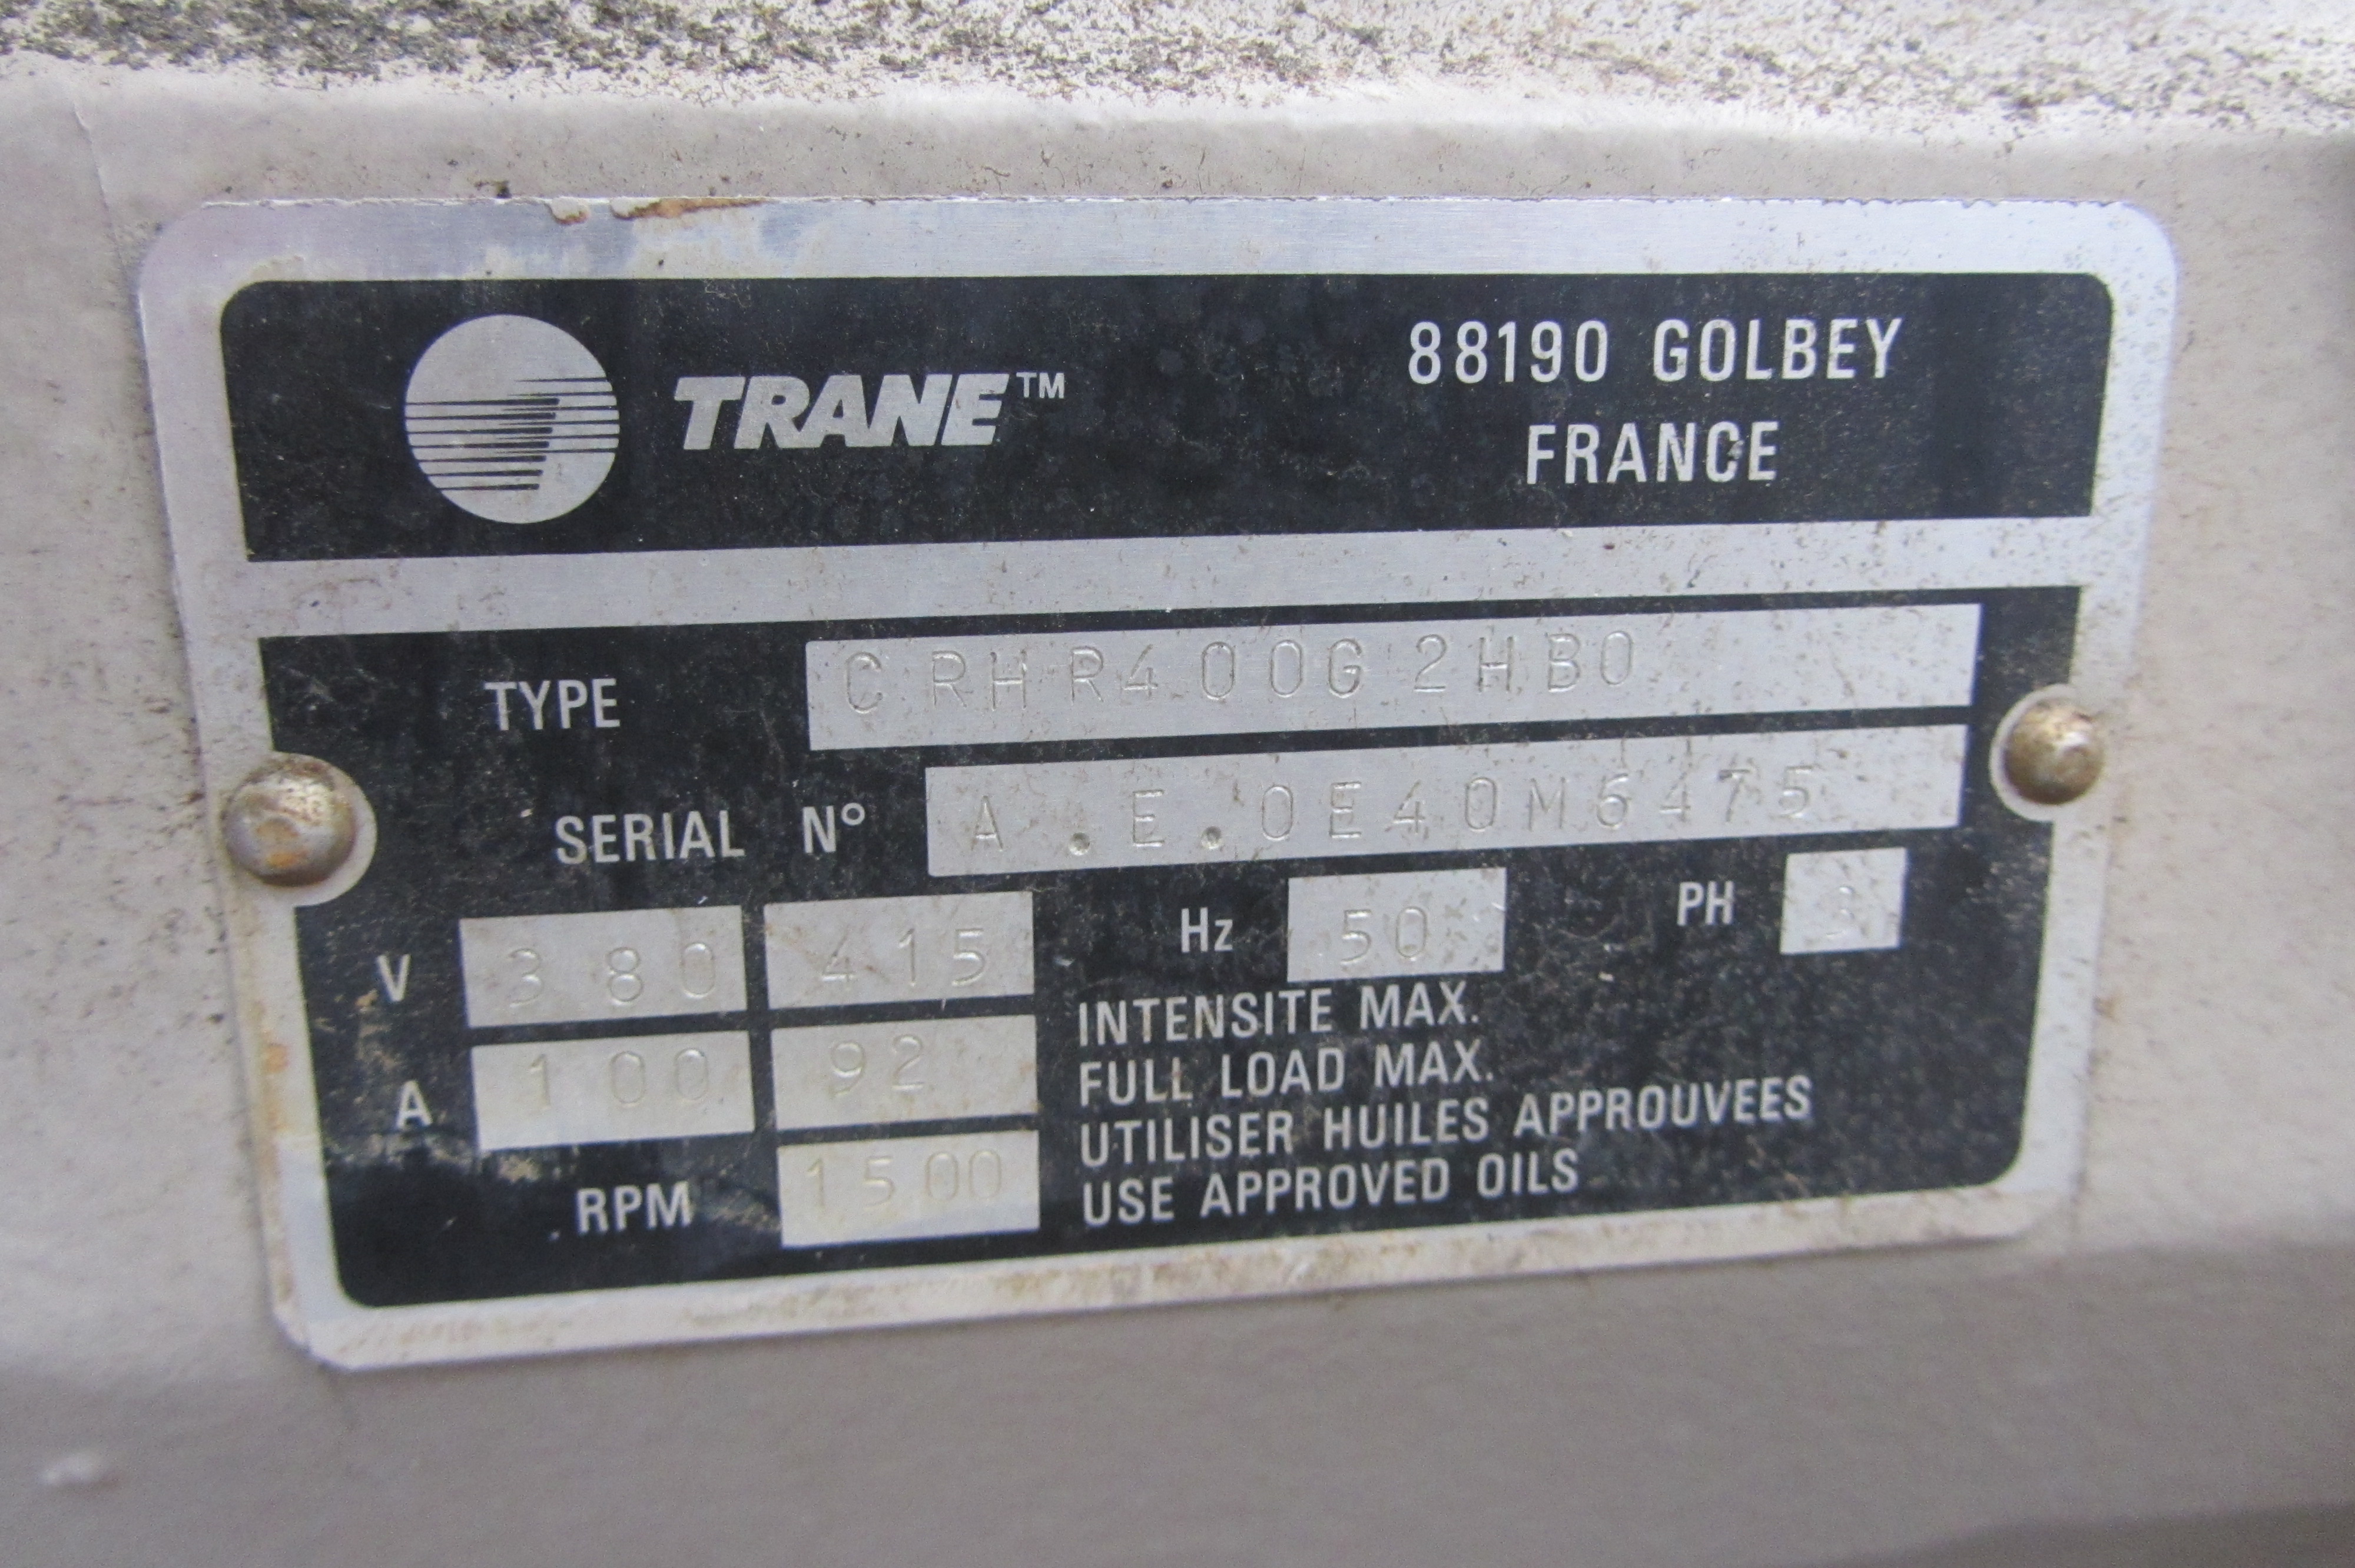 TRANE™
88190 GOLBEY
FRANCE
TYPE CRHR400G2HB0
SERIAL N° A.E.0E40M6475
V 380 415 Hz 50 PH 3
A 100 92
RPM 1500
INTENSITE MAX.
FULL LOAD MAX.
UTILISER HUILES APPROUVEES
USE APPROVED OILS